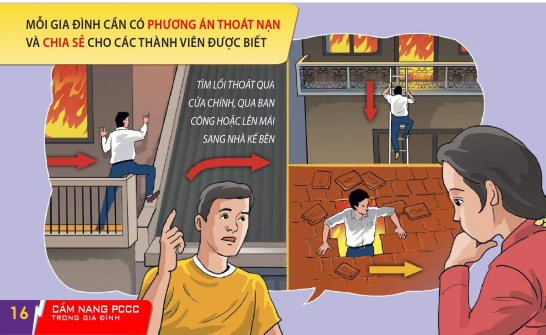 MỖI GIA ĐÌNH CẦN CÓ PHƯƠNG ÁN THOÁT NẠN
VÀ CHIA SẺ CHO CÁC THÀNH VIÊN ĐƯỢC BIẾT
TÌM LỐI THOÁT QUA
CỬA CHÍNH, QUA BAN
CÔNG HOẶC LÊN MÁI
SANG NHÀ KẾ BÊN
16
CẨM NANG PCCC
TRONG GIA ĐÌNH